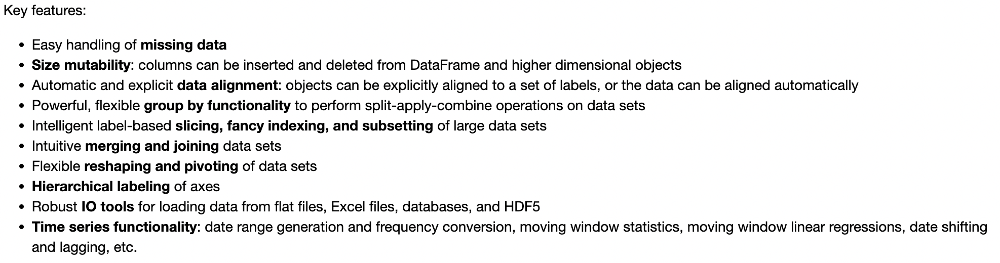 Key features:
• Easy handling of missing data
• Size mutability: columns can be inserted and deleted from DataFrame and higher dimensional objects
• Automatic and explicit data alignment: objects can be explicitly aligned to a set of labels, or the data can be aligned automatically
• Powerful, flexible group by functionality to perform split-apply-combine operations on data sets
• Intelligent label-based slicing, fancy indexing, and subsetting of large data sets
• Intuitive merging and joining data sets
• Flexible reshaping and pivoting of data sets
• Hierarchical labeling of axes
• Robust IO tools for loading data from flat files, Excel files, databases, and HDF5
• Time series functionality: date range generation and frequency conversion, moving window statistics, moving window linear regressions, date shifting
and lagging, etc.